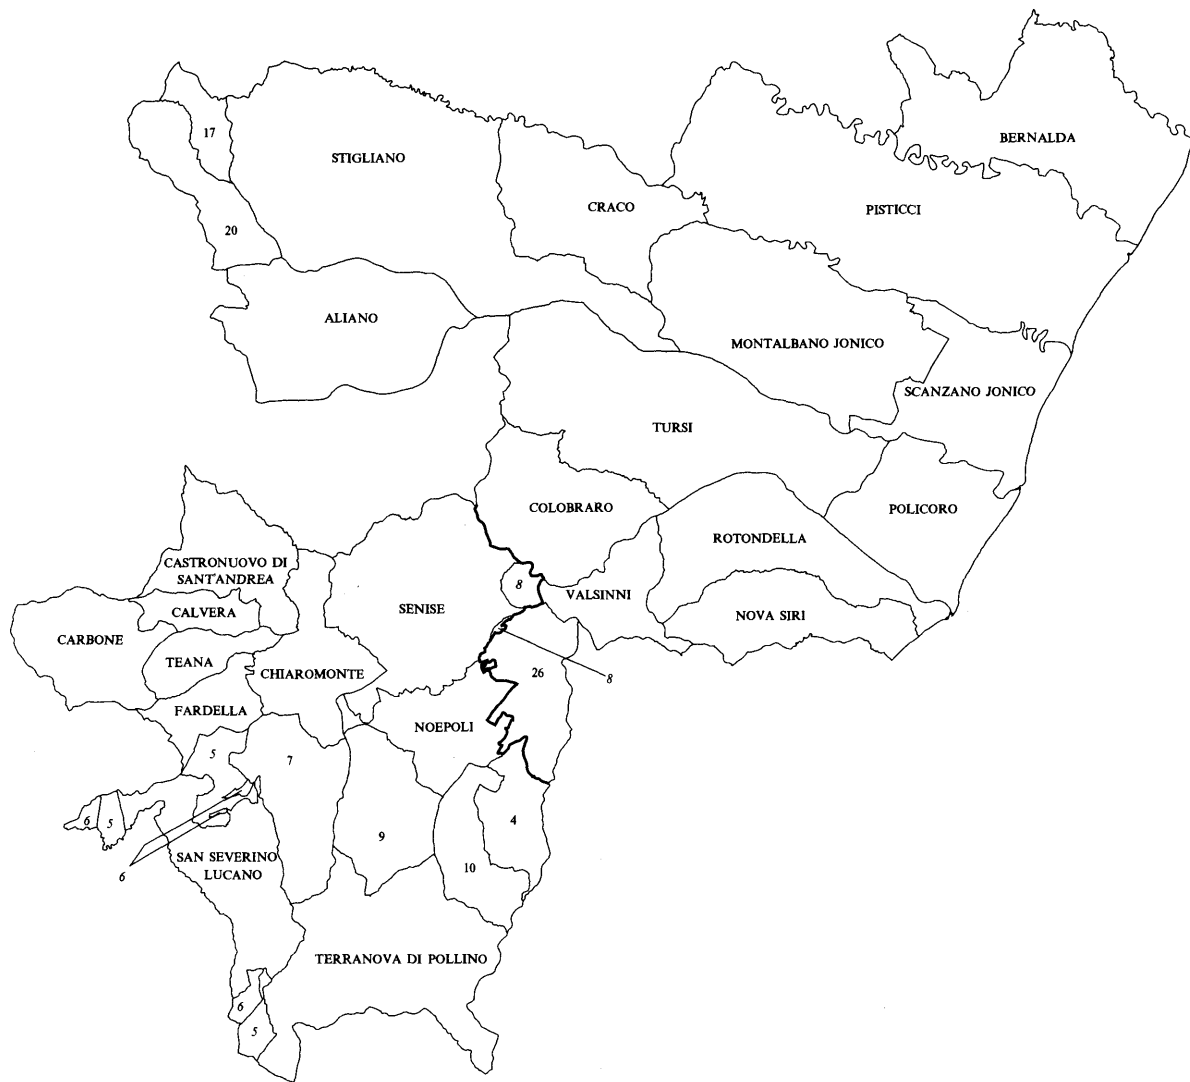 BERNALDA
17
STIGLIANO
CRACO
PISTICCI
20
ALIANO
MONTALBANO JONICO
SCANZANO JONICO
TURSI
COLOBRARO
POLICORO
ROTONDELLA
CASTRONUOVO DI
SANT'ANDREA
8
VALSINNI
SENISE
CALVERA
NOVA SIRI
CARBONE
TEANA
CHIAROMONTE
26
8
FARDELLA
NOEPOLI
5
7
6
5
4
9
SAN SEVERINO
LUCANO
10
6
TERRANOVA DI POLLINO
6
5